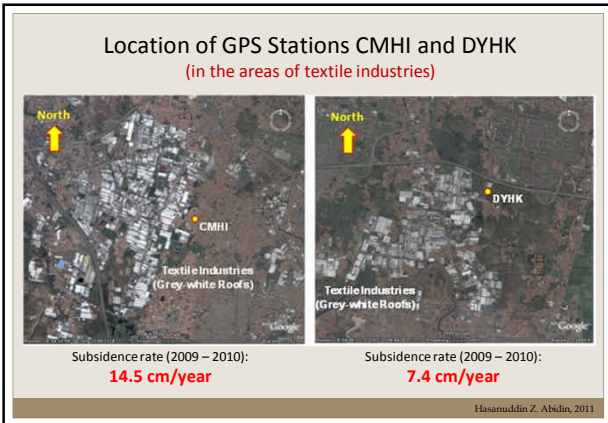 Location of GPS Stations CMHI and DYHK
(in the areas of textile industries)
North
CMHI
Textile Industries
(Grey-white Roofs)
Google
North
DYHK
Textile Industries
(Grey-white Roofs)
Google
Subsidence rate (2009 – 2010):
14.5 cm/year
Subsidence rate (2009 – 2010):
7.4 cm/year
Hasanuddin Z. Abidin, 2011